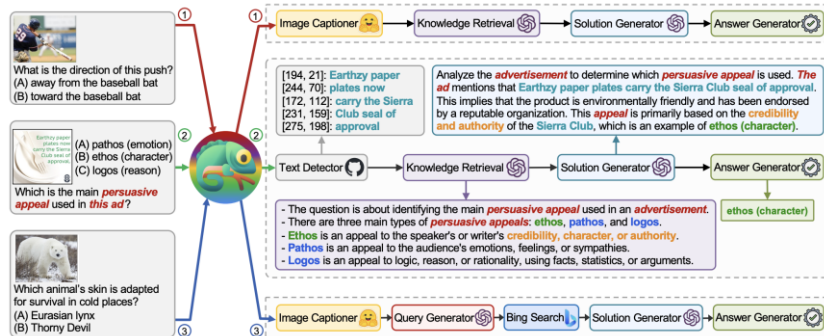 What is the direction of this push?
(A) away from the baseball bat
(B) toward the baseball bat
Earthzy paper
plates now
carry the Sierra
Club seal of
approval.
(A) pathos (emotion)
(B) ethos (character)
(C) logos (reason)
Which is the main persuasive
appeal used in this ad?
Which animal's skin is adapted
for survival in cold places?
(A) Eurasian lynx
(B) Thorny Devil
1
2
3
1
Image Captioner
Knowledge Retrieval
Solution Generator
Answer Generator
[194, 21]: Earthzy paper
[244, 70]: plates now
[172, 112]: carry the Sierra
[231, 159]: Club seal of
[275, 198]: approval
Analyze the advertisement to determine which persuasive appeal is used. The
ad mentions that Earthzy paper plates carry the Sierra Club seal of approval.
This implies that the product is environmentally friendly and has been endorsed
by a reputable organization. This appeal is primarily based on the credibility
and authority of the Sierra Club, which is an example of ethos (character).
2
Text Detector
Knowledge Retrieval
Solution Generator
Answer Generator
- The question is about identifying the main persuasive appeal used in an advertisement.
- There are three main types of persuasive appeals: ethos, pathos, and logos.
- Ethos is an appeal to the speaker's or writer's credibility, character, or authority.
- Pathos is an appeal to the audience's emotions, feelings, or sympathies.
- Logos is an appeal to logic, reason, or rationality, using facts, statistics, or arguments.
ethos (character)
3
Image Captioner
Query Generator
Bing Search
Solution Generator
Answer Generator